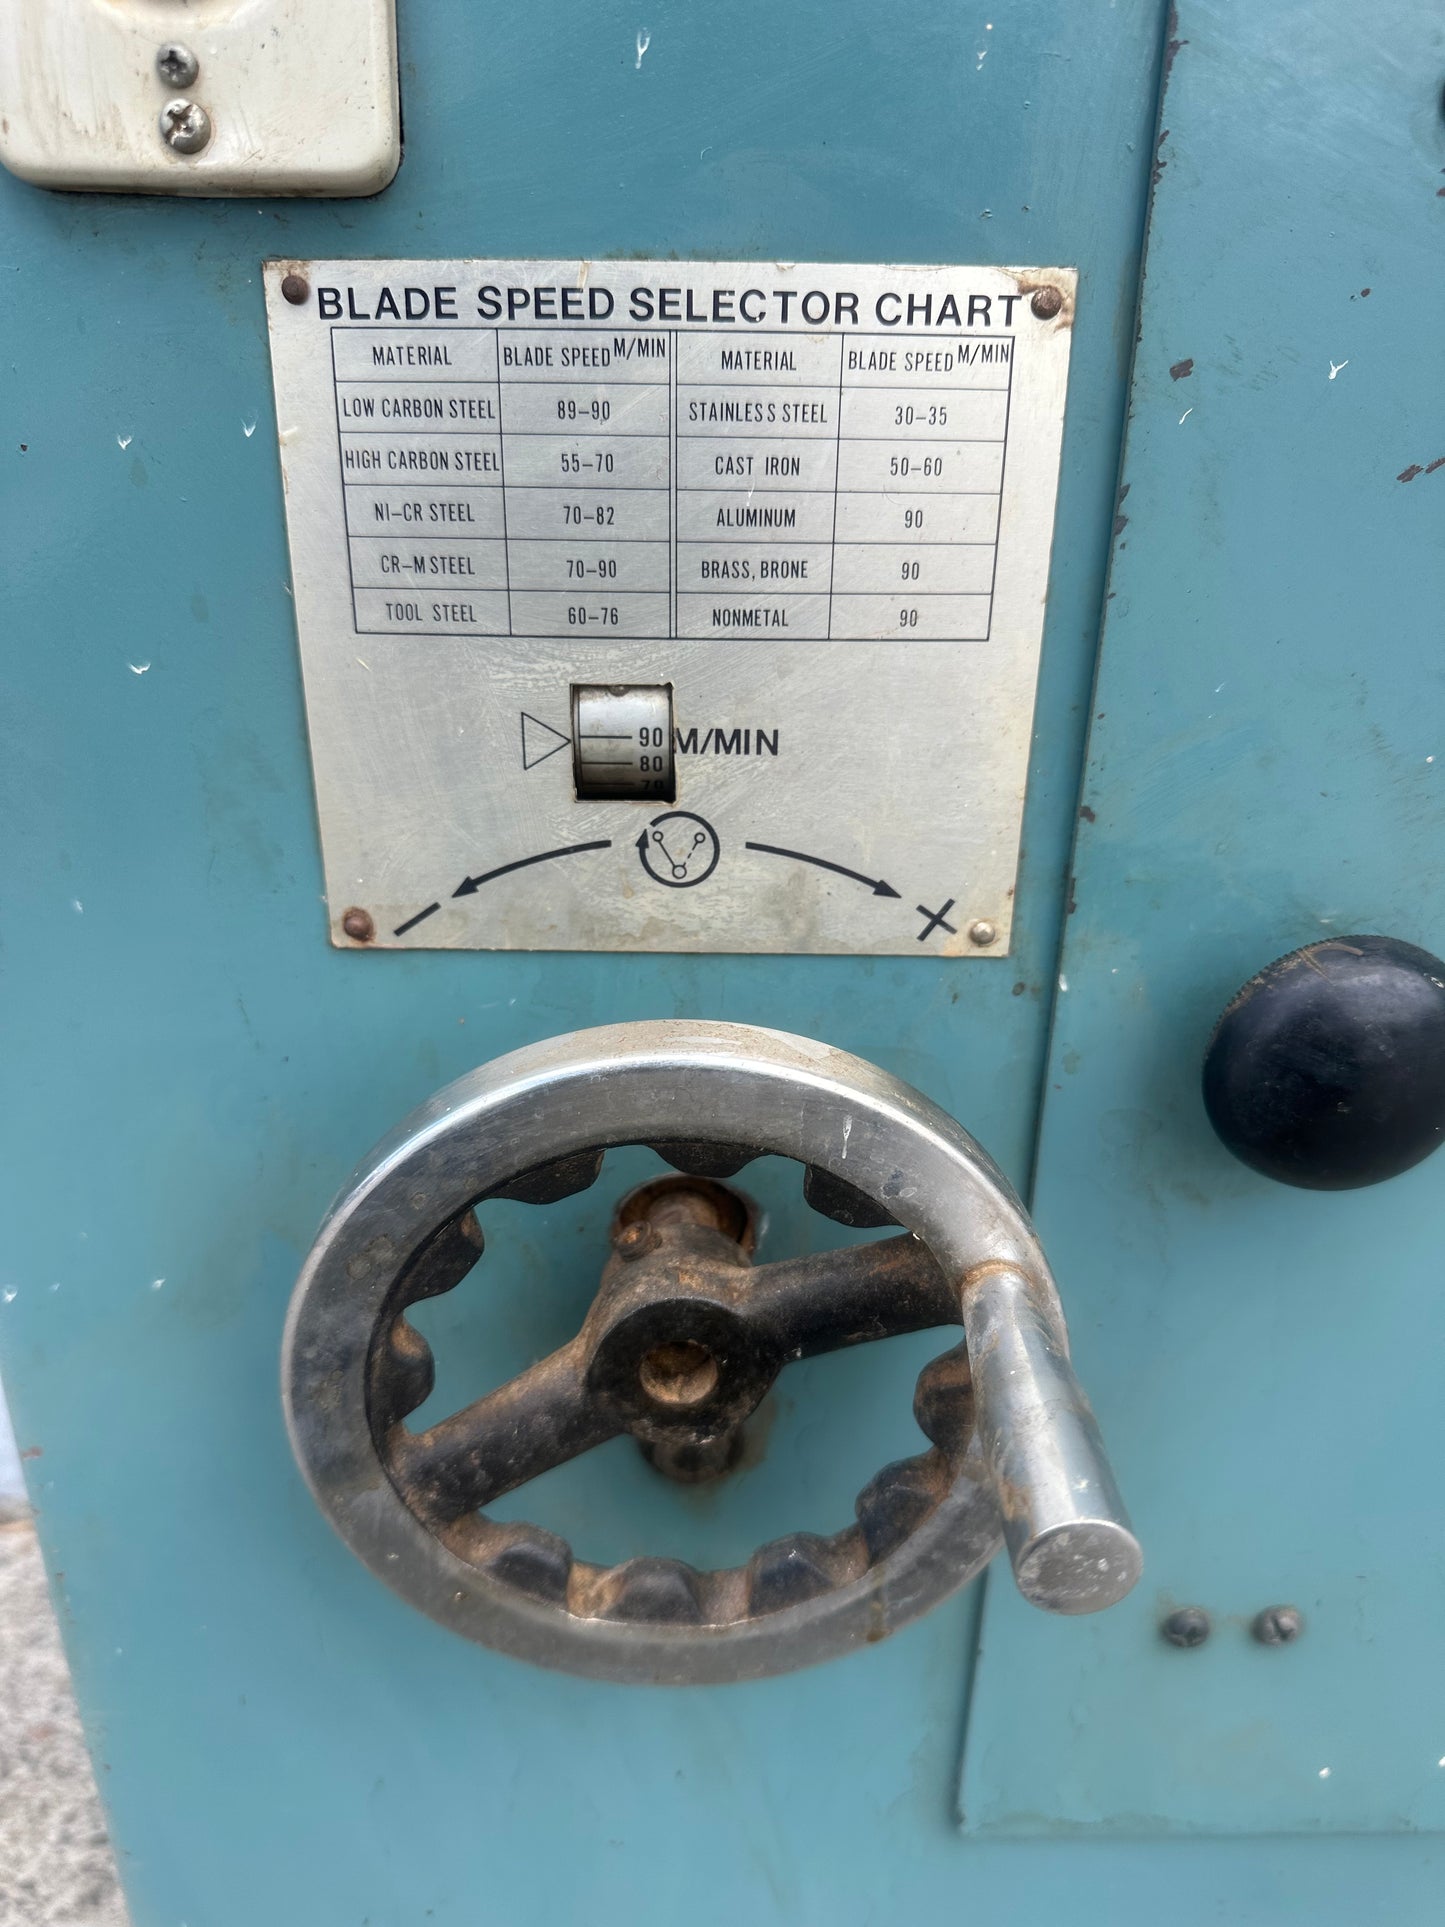 BLADE SPEED SELECTOR CHART
MATERIAL BLADE SPEED M/MIN MATERIAL BLADE SPEED M/MIN
LOW CARBON STEEL 89-90 STAINLESS STEEL 30-35
HIGH CARBON STEEL 55-70 CAST IRON 50-60
NI-CR STEEL 70-82 ALUMINUM 90
CR-M STEEL 70-90 BRASS, BRONE 90
TOOL STEEL 60-76 NONMETAL 90
90 M/MIN
80
70
- +